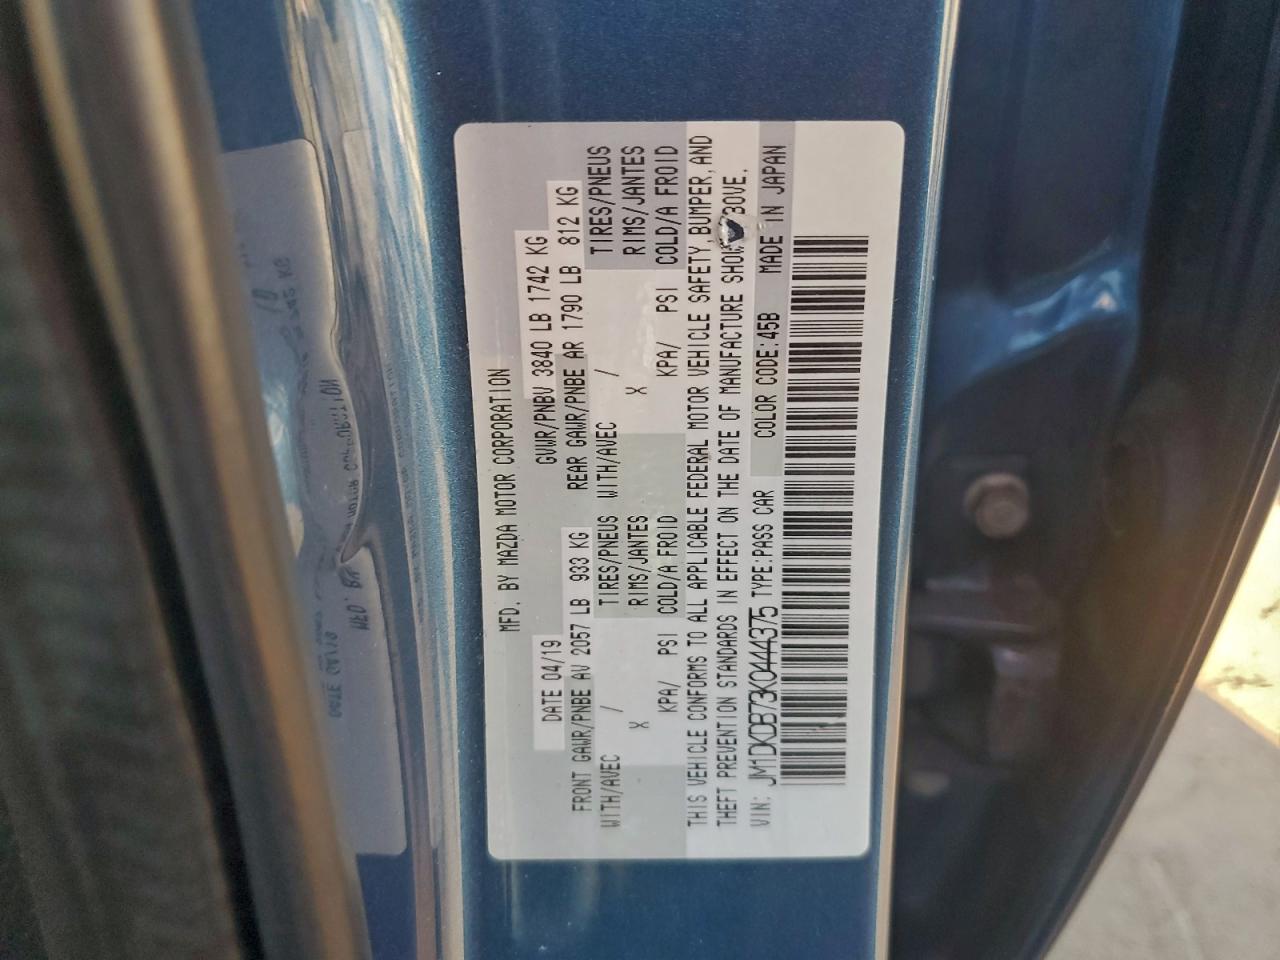 MFD. BY MAZDA MOTOR CORPORATION
DATE 04/19 GVWR/PNBV 3840 LB 1742 KG
FRONT GAWR/PNBE AV 2057 LB 933 KG REAR GAWR/PNBE AR 1790 LB 812 KG
WITH/AVEC / TIRES/PNEUS WITH/AVEC / TIRES/PNEUS
X RIMS/JANTES X RIMS/JANTES
KPA/ PSI COLD/A FROID KPA/ PSI COLD/A FROID
THIS VEHICLE CONFORMS TO ALL APPLICABLE FEDERAL MOTOR VEHICLE SAFETY, BUMPER, AND
THEFT PREVENTION STANDARDS IN EFFECT ON THE DATE OF MANUFACTURE SHOWN ABOVE.
VIN: JM1DKDB73K0444375 TYPE:PASS CAR COLOR CODE:45B MADE IN JAPAN